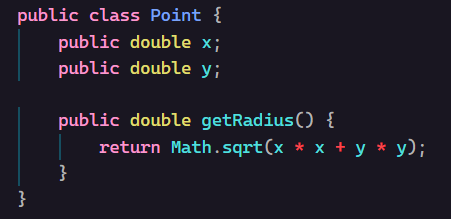 public class Point {
    public double x;
    public double y;

    public double getRadius() {
        return Math.sqrt(x * x + y * y);
    }
}